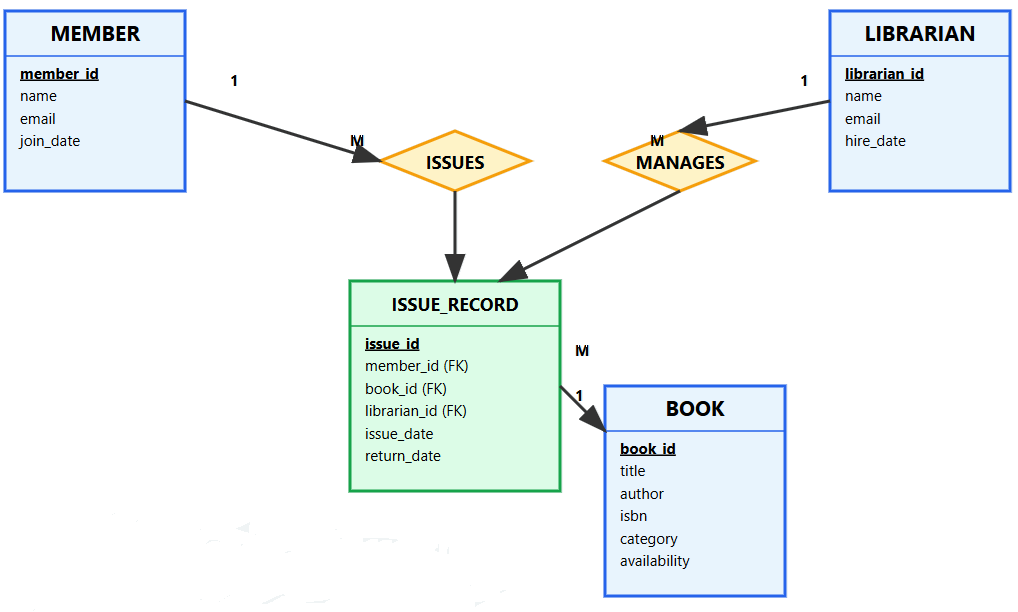 MEMBER
member_id
name
email
join_date
LIBRARIAN
librarian_id
name
email
hire_date
1
M
ISSUES
1
M
MANAGES
ISSUE_RECORD
issue_id
member_id (FK)
book_id (FK)
librarian_id (FK)
issue_date
return_date
M
1
BOOK
book_id
title
author
isbn
category
availability